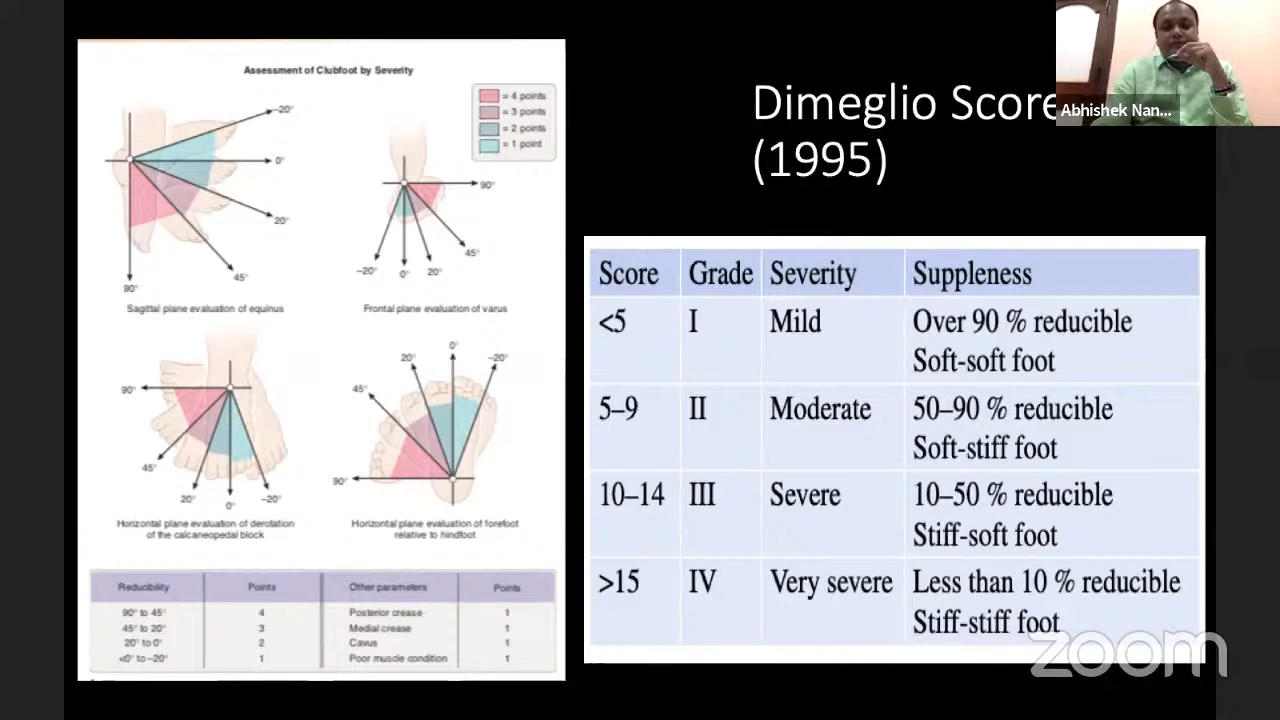 Assessment of Clubfoot by Severity
= 4 points
= 3 points
= 2 points
= 1 point
-20°
0°
20°
45°
90°
Sagittal plane evaluation of equinus
90°
45°
20°
0°
-20°
Frontal plane evaluation of varus
90°
45°
20°
0°
-20°
Horizontal plane evaluation of derotation
of the calcaneopedal block
0°
20°
-20°
45°
90°
Horizontal plane evaluation of forefoot
relative to hindfoot
Reducibility Points Other parameters Points
90° to 45° 4 Posterior crease 1
45° to 20° 3 Medial crease 1
20° to 0° 2 Cavus 1
<0° to -20° 1 Poor muscle condition 1
Dimeglio Score
(1995)
Abhishek Nan...
Score Grade Severity Suppleness
<5 I Mild Over 90 % reducible
Soft-soft foot
5–9 II Moderate 50–90 % reducible
Soft-stiff foot
10–14 III Severe 10–50 % reducible
Stiff-soft foot
>15 IV Very severe Less than 10 % reducible
Stiff-stiff foot
zoom